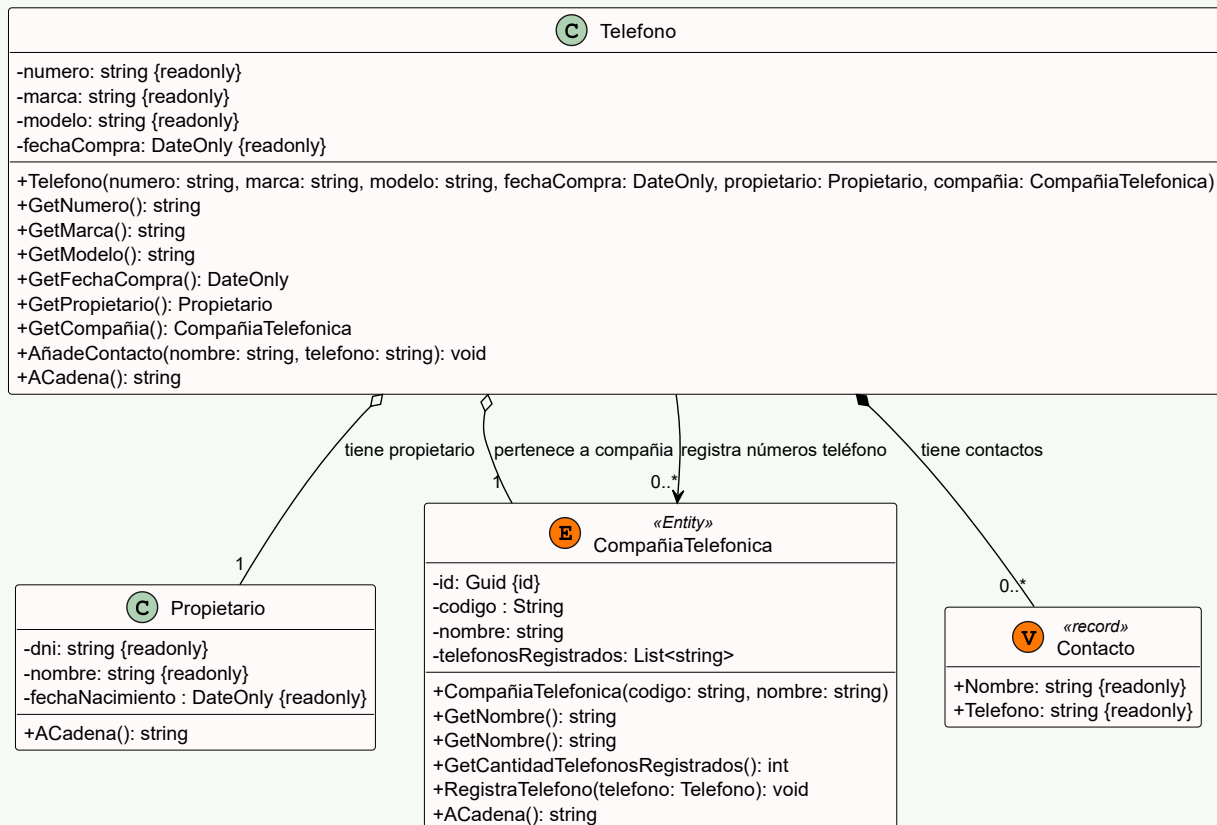 C Telefono
-numero: string {readonly}
-marca: string {readonly}
-modelo: string {readonly}
-fechaCompra: DateOnly {readonly}
+Telefono(numero: string, marca: string, modelo: string, fechaCompra: DateOnly, propietario: Propietario, compañia: CompañiaTelefonica)
+GetNumero(): string
+GetMarca(): string
+GetModelo(): string
+GetFechaCompra(): DateOnly
+GetPropietario(): Propietario
+GetCompañia(): CompañiaTelefonica
+AñadeContacto(nombre: string, telefono: string): void
+ACadena(): string
tiene propietario
pertenece a compañia
registra números teléfono
tiene contactos
1
1
0..*
0..*
C Propietario
-dni: string {readonly}
-nombre: string {readonly}
-fechaNacimiento : DateOnly {readonly}
+ACadena(): string
E
«Entity»
CompañiaTelefonica
-id: Guid {id}
-codigo : String
-nombre: string
-telefonosRegistrados: List<string>
+CompañiaTelefonica(codigo: string, nombre: string)
+GetNombre(): string
+GetNombre(): string
+GetCantidadTelefonosRegistrados(): int
+RegistraTelefono(telefono: Telefono): void
+ACadena(): string
V
«record»
Contacto
+Nombre: string {readonly}
+Telefono: string {readonly}